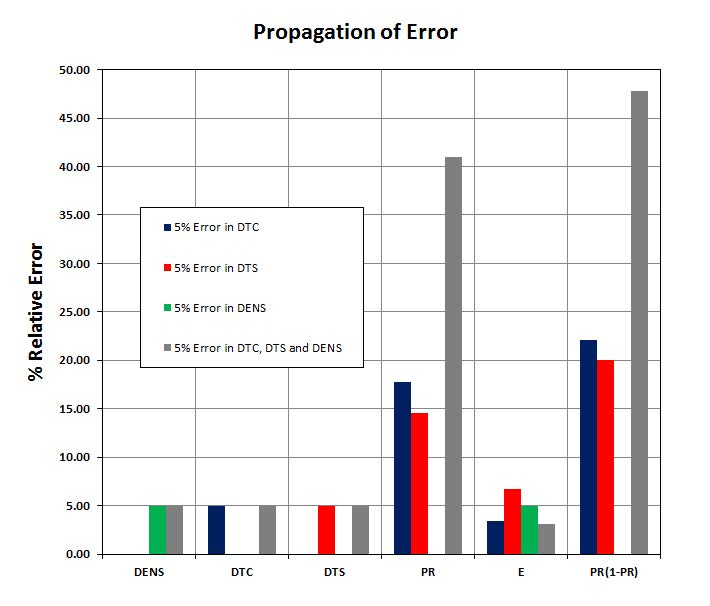 Propagation of Error
50.00
45.00
40.00
35.00
30.00
25.00
20.00
15.00
10.00
5.00
0.00
% Relative Error
5% Error in DTC
5% Error in DTS
5% Error in DENS
5% Error in DTC, DTS and DENS
DENS DTC DTS PR E PR(1-PR)